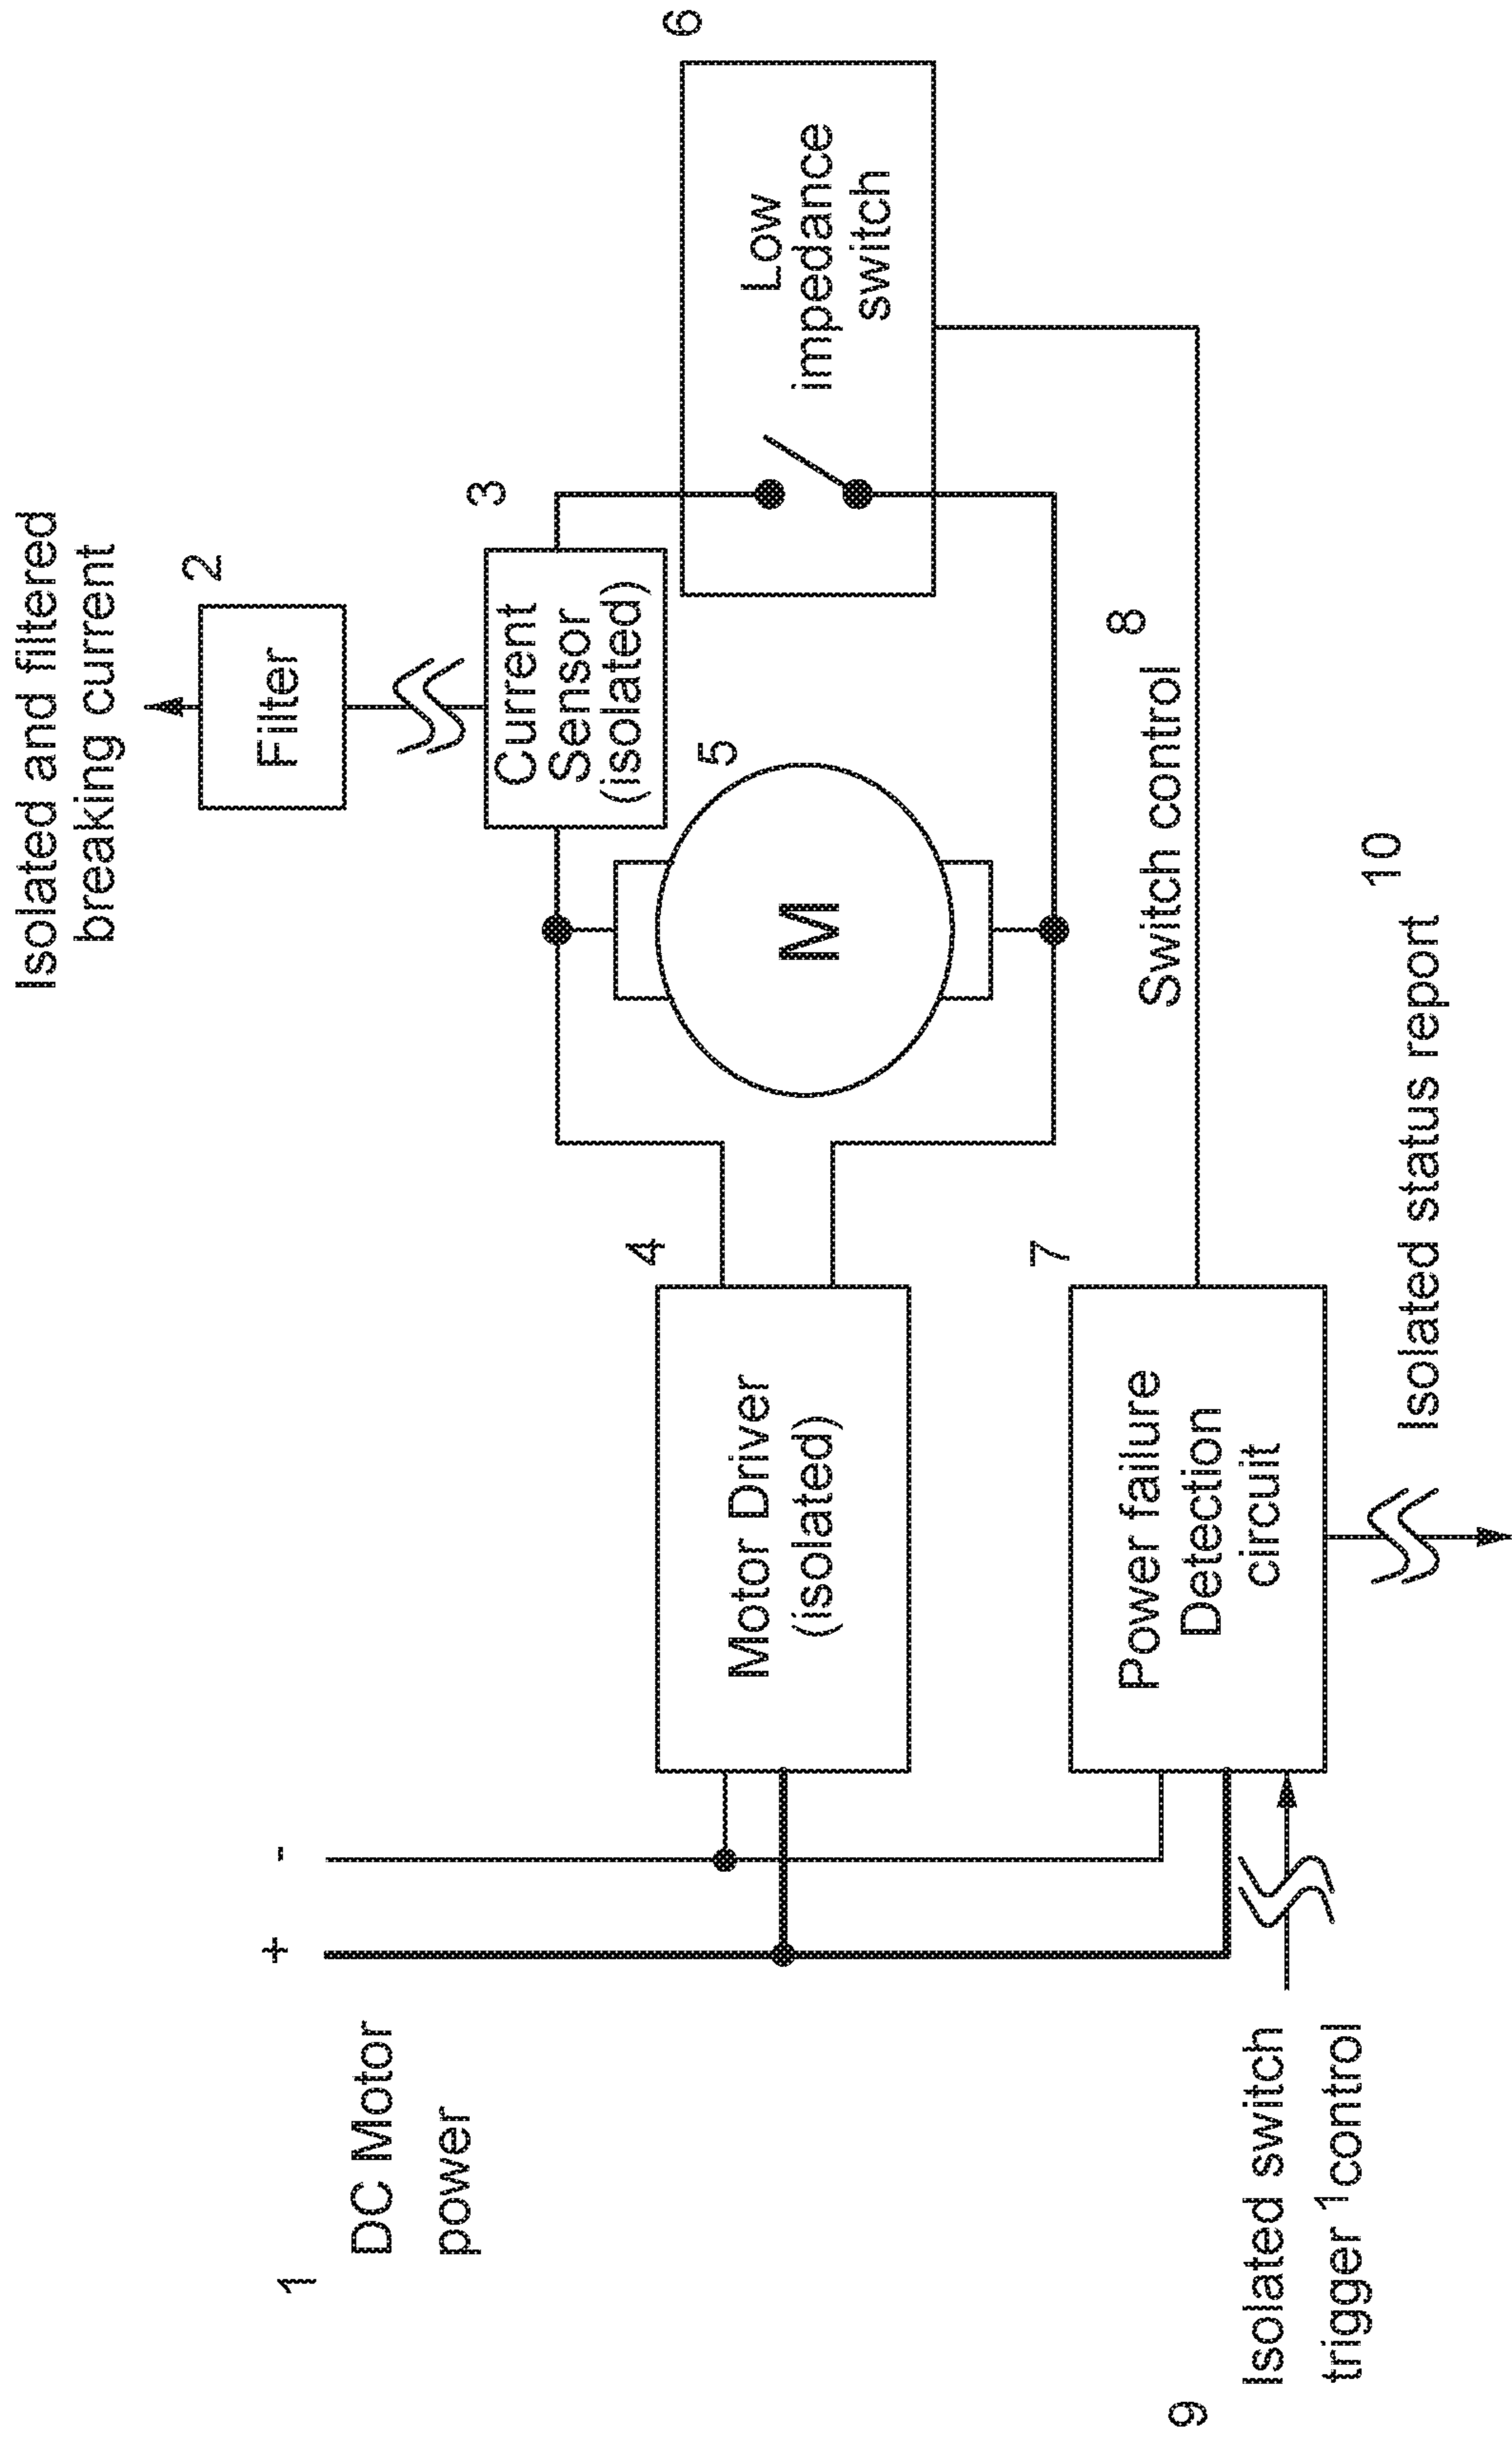 Isolated and filtered
breaking current
2
Filter
3
Current
Sensor
(isolated)
6
Low
impedance
switch
5
M
1
DC Motor
power
+
-
4
Motor Driver
(isolated)
7
Power failure
Detection
circuit
8
Switch control
9
Isolated switch
trigger 1control
10
Isolated status report